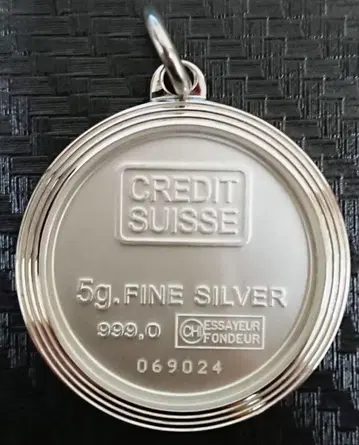 CREDIT
SUISSE
5g. FINE SILVER
999,0 CH ESSAYEUR
FONDEUR
069024